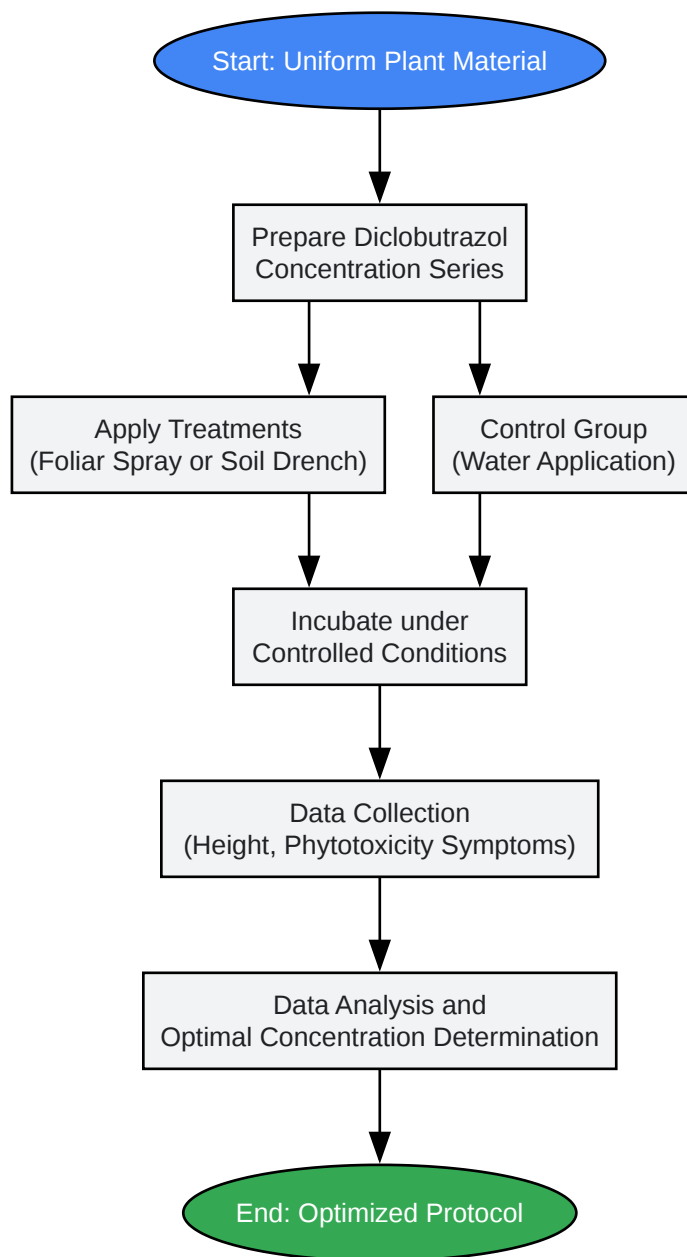 Start: Uniform Plant Material
Prepare Diclobutrazol
Concentration Series
Apply Treatments
(Foliar Spray or Soil Drench)
Control Group
(Water Application)
Incubate under
Controlled Conditions
Data Collection
(Height, Phytotoxicity Symptoms)
Data Analysis and
Optimal Concentration Determination
End: Optimized Protocol